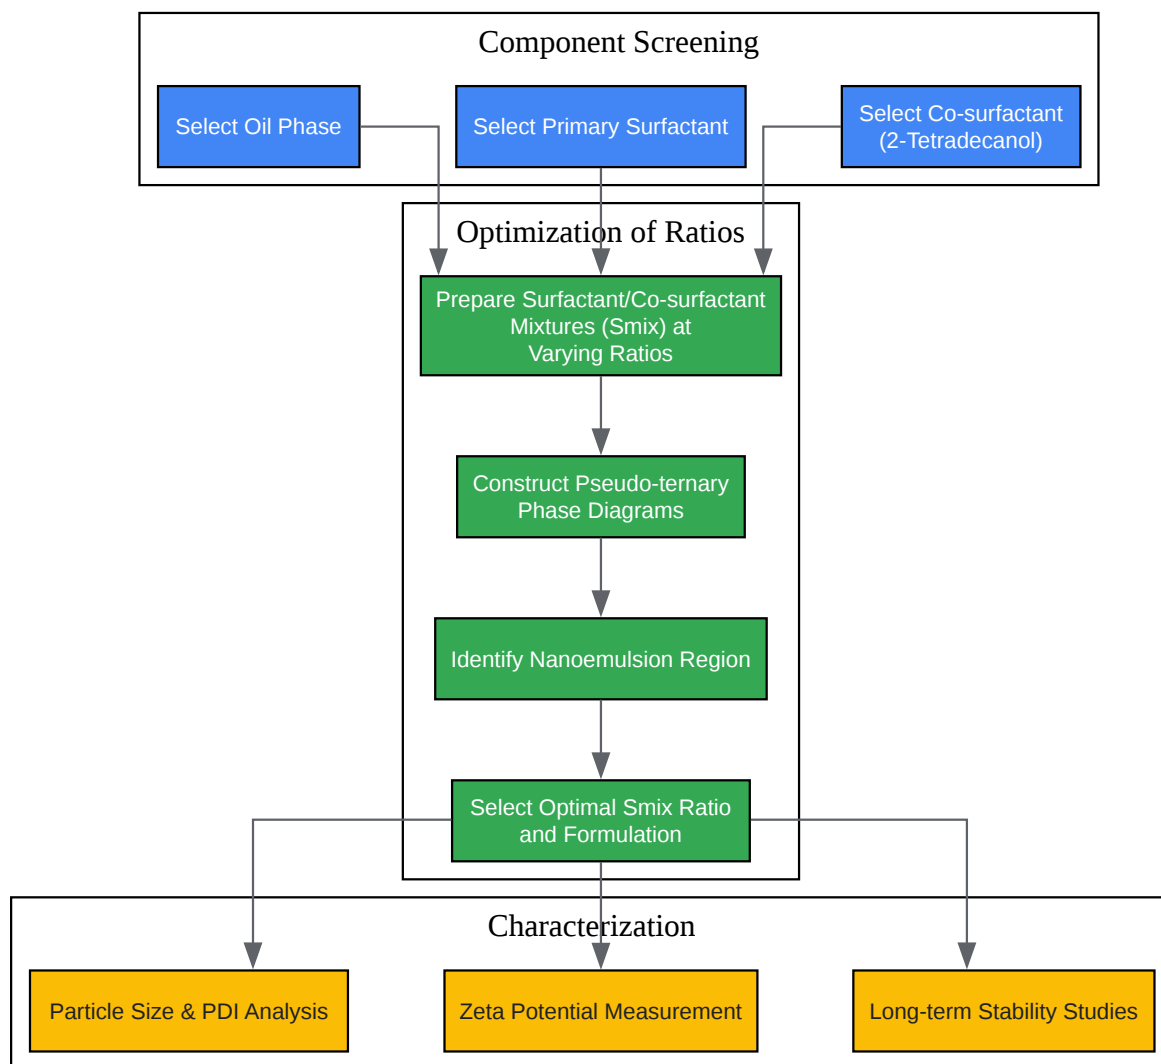 Component Screening
Select Oil Phase
Select Primary Surfactant
Select Co-surfactant
(2-Tetradecanol)
Optimization of Ratios
Prepare Surfactant/Co-surfactant
Mixtures (Smix) at
Varying Ratios
Construct Pseudo-ternary
Phase Diagrams
Identify Nanoemulsion Region
Select Optimal Smix Ratio
and Formulation
Characterization
Particle Size & PDI Analysis
Zeta Potential Measurement
Long-term Stability Studies